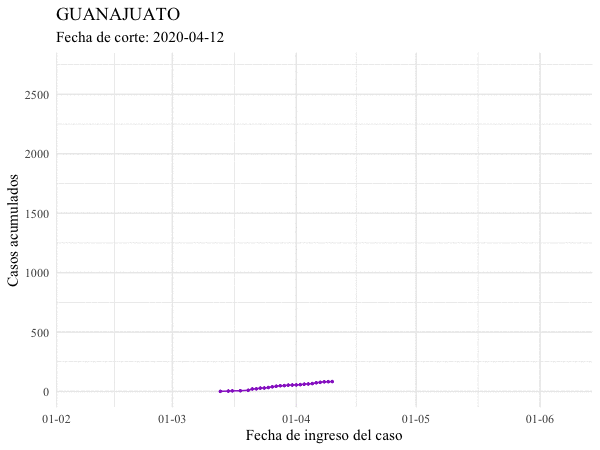 GUANAJUATO
Fecha de corte: 2020-04-12
Casos acumulados
2500
2000
1500
1000
500
0
01-02 01-03 01-04 01-05 01-06
Fecha de ingreso del caso